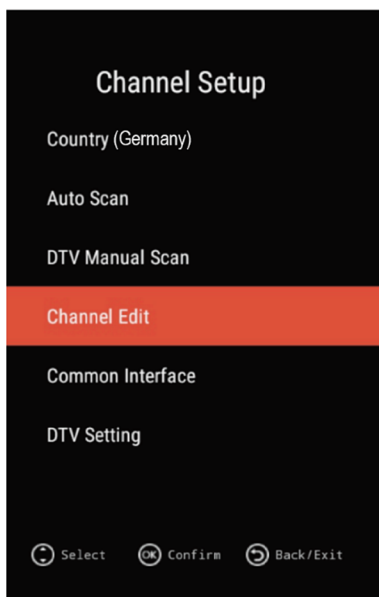 Channel Setup
Country (Germany)
Auto Scan
DTV Manual Scan
Channel Edit
Common Interface
DTV Setting
Select OK Confirm Back/Exit